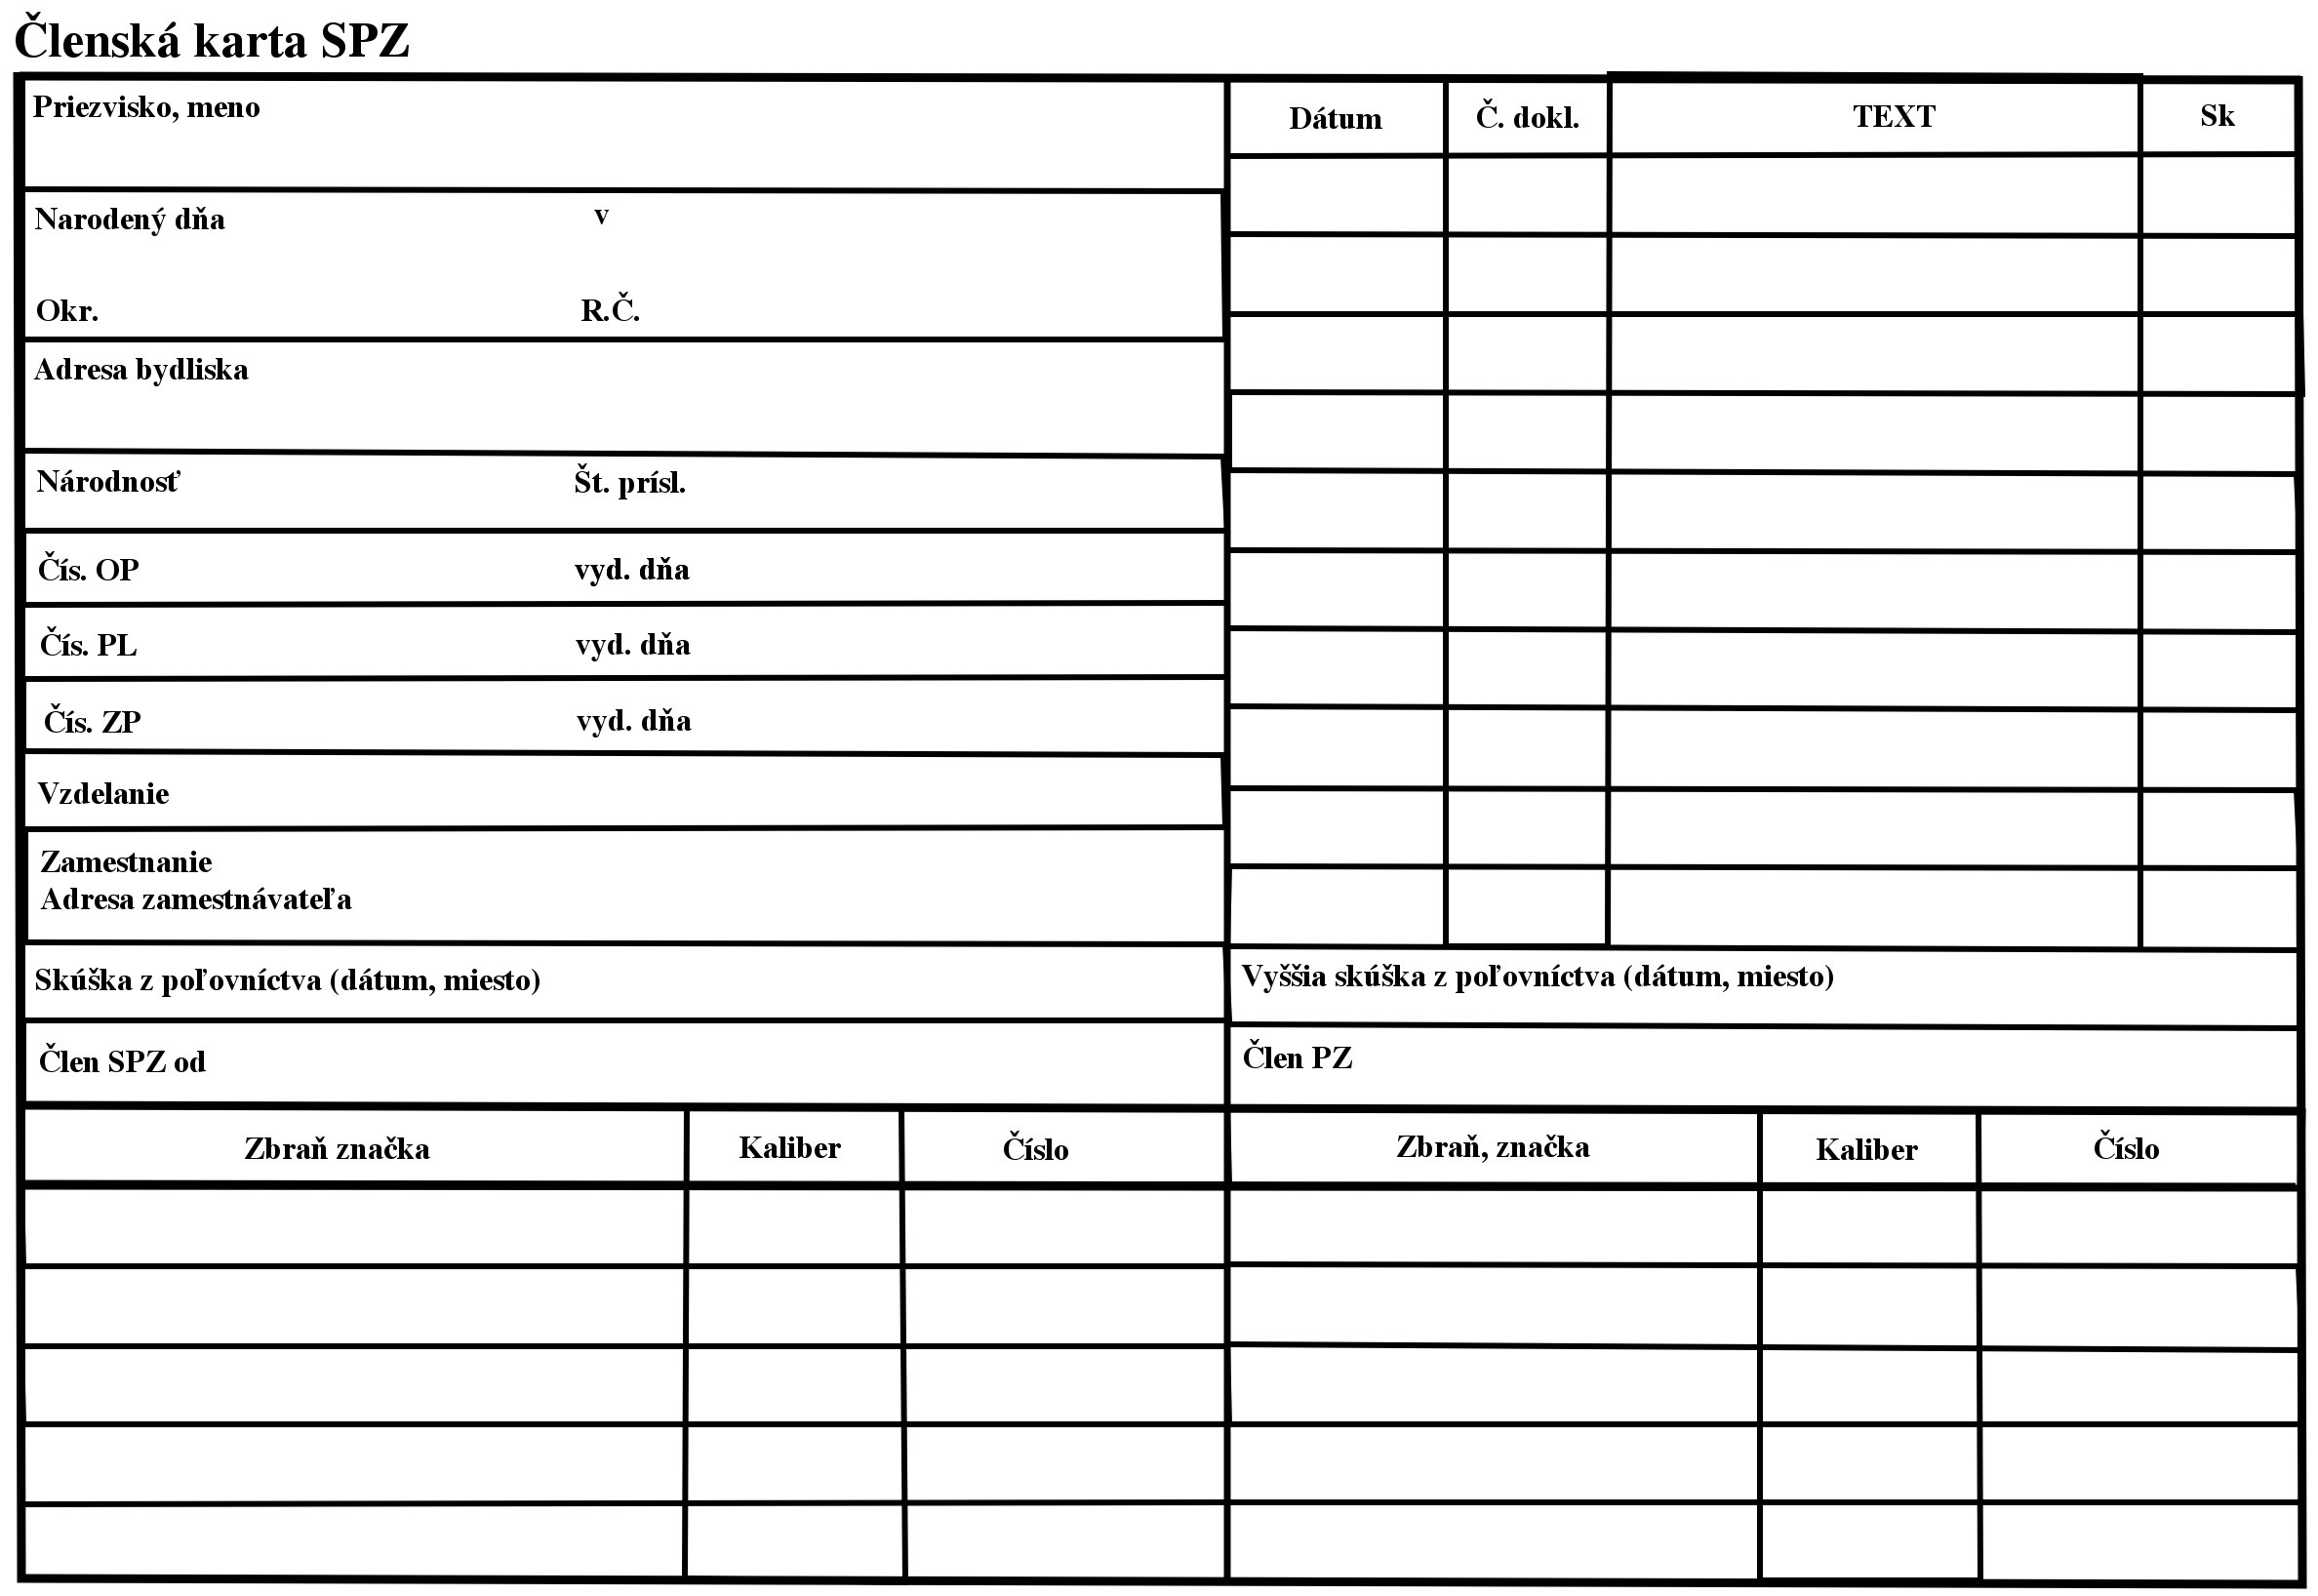 Členská karta SPZ
Priezvisko, meno
Narodený dňa v
Okr. R.Č.
Adresa bydliska
Národnosť Št. prísl.
Čís. OP vyd. dňa
Čís. PL vyd. dňa
Čís. ZP vyd. dňa
Vzdelanie
Zamestnanie
Adresa zamestnávateľa
Skúška z poľovníctva (dátum, miesto)
Člen SPZ od
Dátum Č. dokl. TEXT Sk
Vyššia skúška z poľovníctva (dátum, miesto)
Člen PZ
Zbraň značka Kaliber Číslo
Zbraň, značka Kaliber Číslo